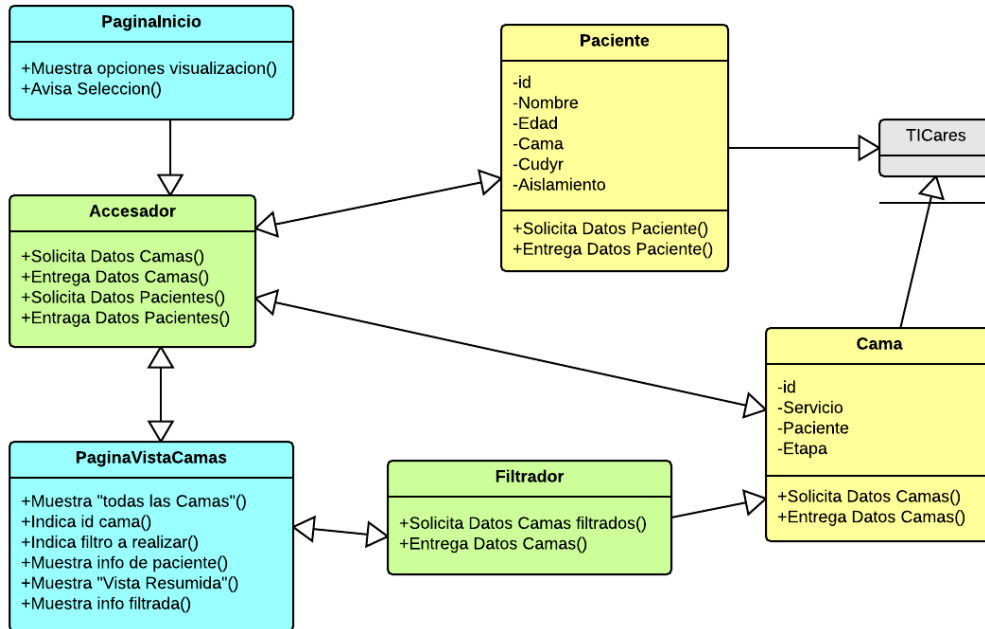 PaginaInicio
+Muestra opciones visualizacion()
+Avisa Seleccion()
Paciente
-id
-Nombre
-Edad
-Cama
-Cudyr
-Aislamiento
+Solicita Datos Paciente()
+Entrega Datos Paciente()
TICares
Accesador
+Solicita Datos Camas()
+Entrega Datos Camas()
+Solicita Datos Pacientes()
+Entraga Datos Pacientes()
Cama
-id
-Servicio
-Paciente
-Etapa
+Solicita Datos Camas()
+Entrega Datos Camas()
PaginaVistaCamas
+Muestra "todas las Camas"()
+Indica id cama()
+Indica filtro a realizar()
+Muestra info de paciente()
+Muestra "Vista Resumida"()
+Muestra info filtrada()
Filtrador
+Solicita Datos Camas filtrados()
+Entrega Datos Camas()